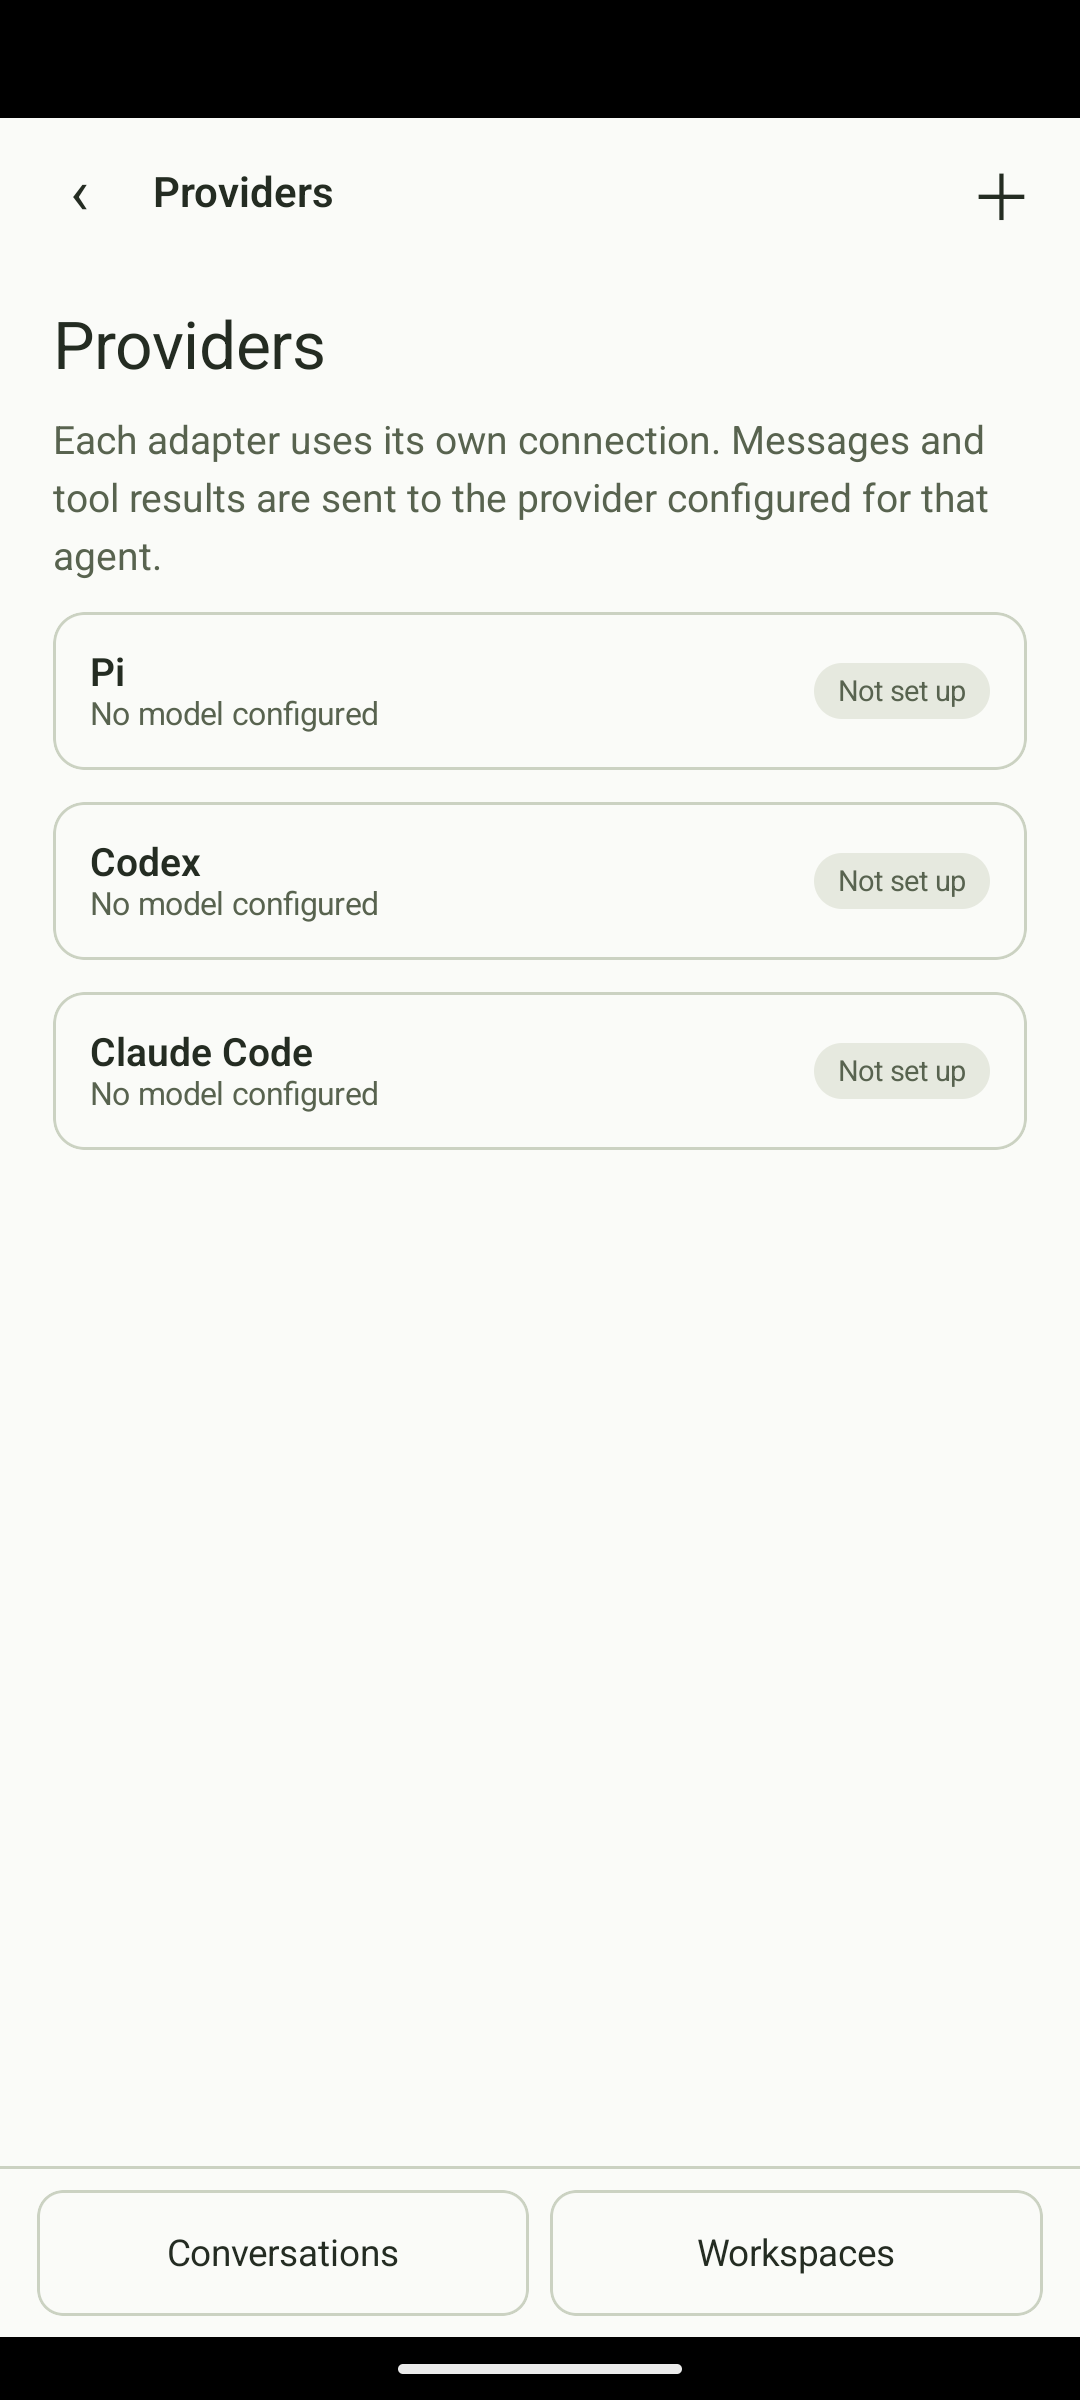 ‹ Providers +
Providers
Each adapter uses its own connection. Messages and
tool results are sent to the provider configured for that
agent.
Pi
No model configured
Not set up
Codex
No model configured
Not set up
Claude Code
No model configured
Not set up
Conversations
Workspaces